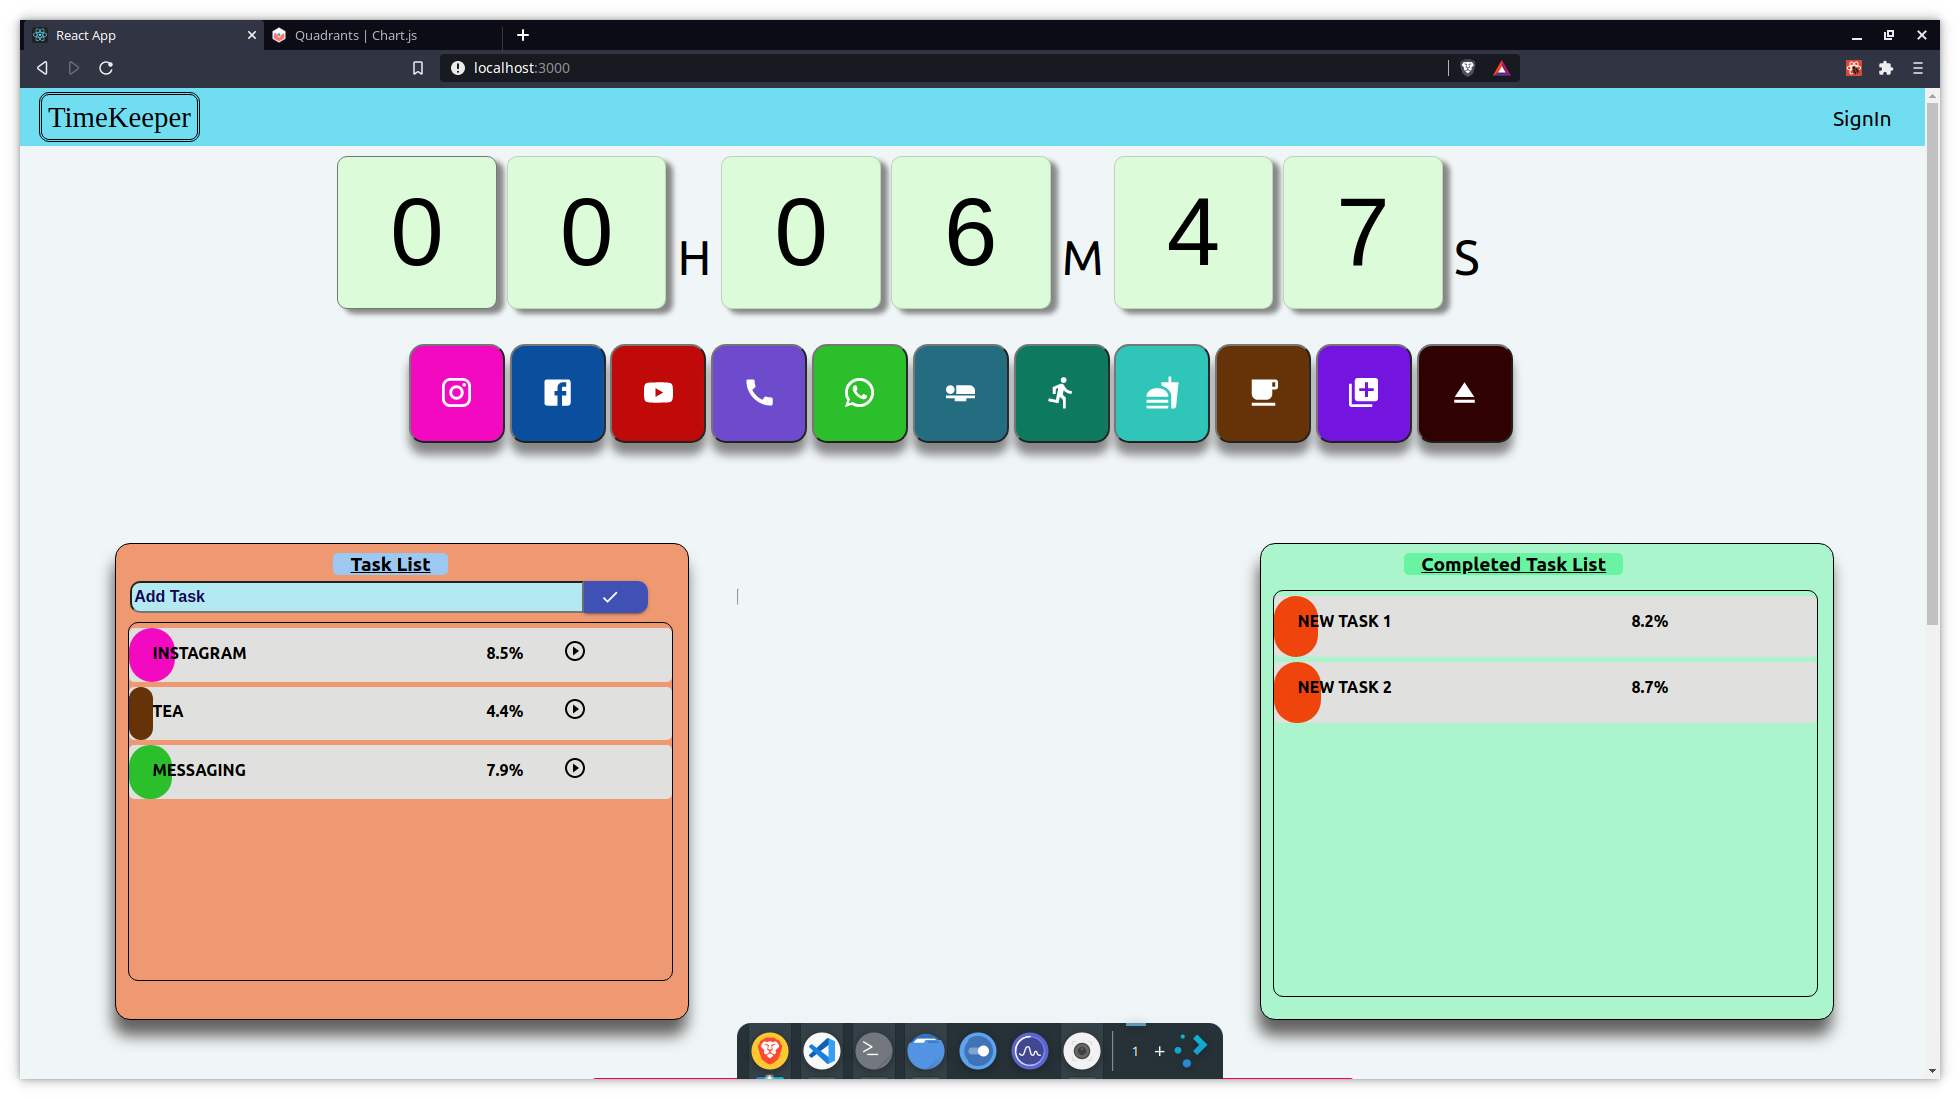 React App
Quadrants | Chart.js
localhost:3000
TimeKeeper
SignIn
0 0 H 0 6 M 4 7 S
Task List
Add Task
INSTAGRAM 8.5%
TEA 4.4%
MESSAGING 7.9%
Completed Task List
NEW TASK 1 8.2%
NEW TASK 2 8.7%
1 +